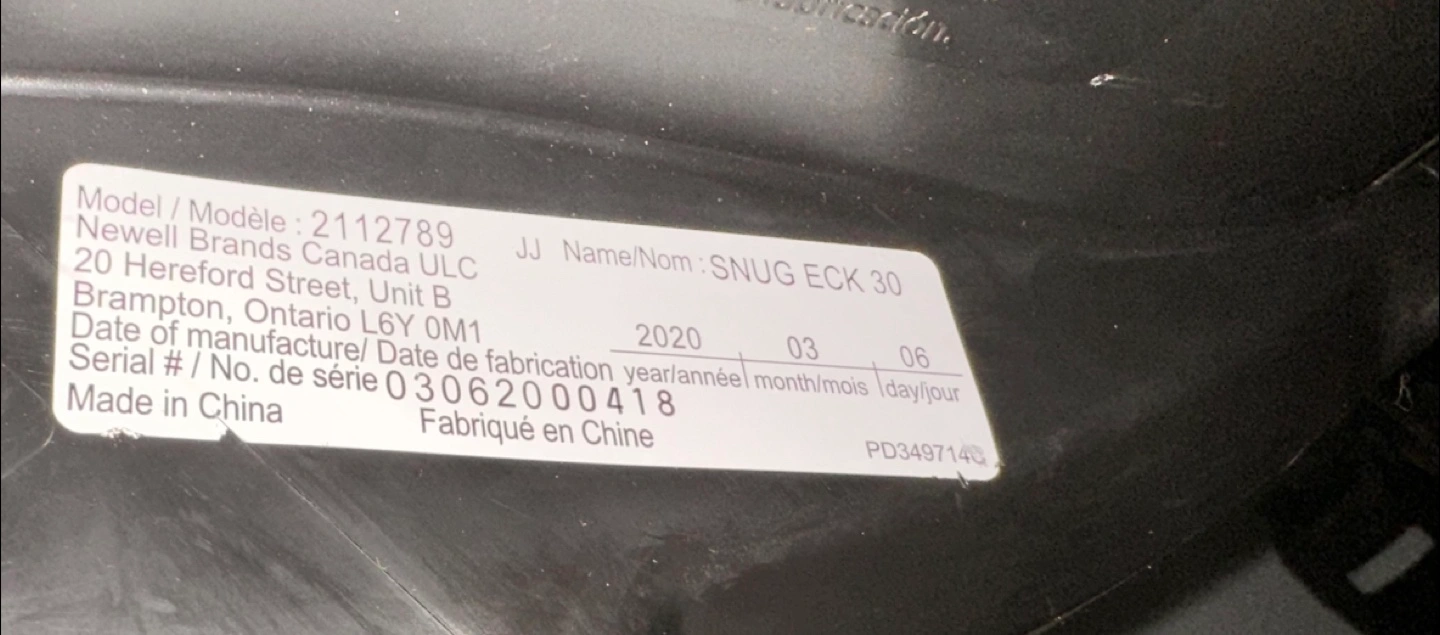 fabricación.
Model / Modèle : 2112789 JJ Name/Nom : SNUG ECK 30
Newell Brands Canada ULC
20 Hereford Street, Unit B
Brampton, Ontario L6Y 0M1
2020 03 06
Date of manufacture/ Date de fabrication year/année month/mois day/jour
Serial # / No. de série 030620000418
Made in China Fabriqué en Chine